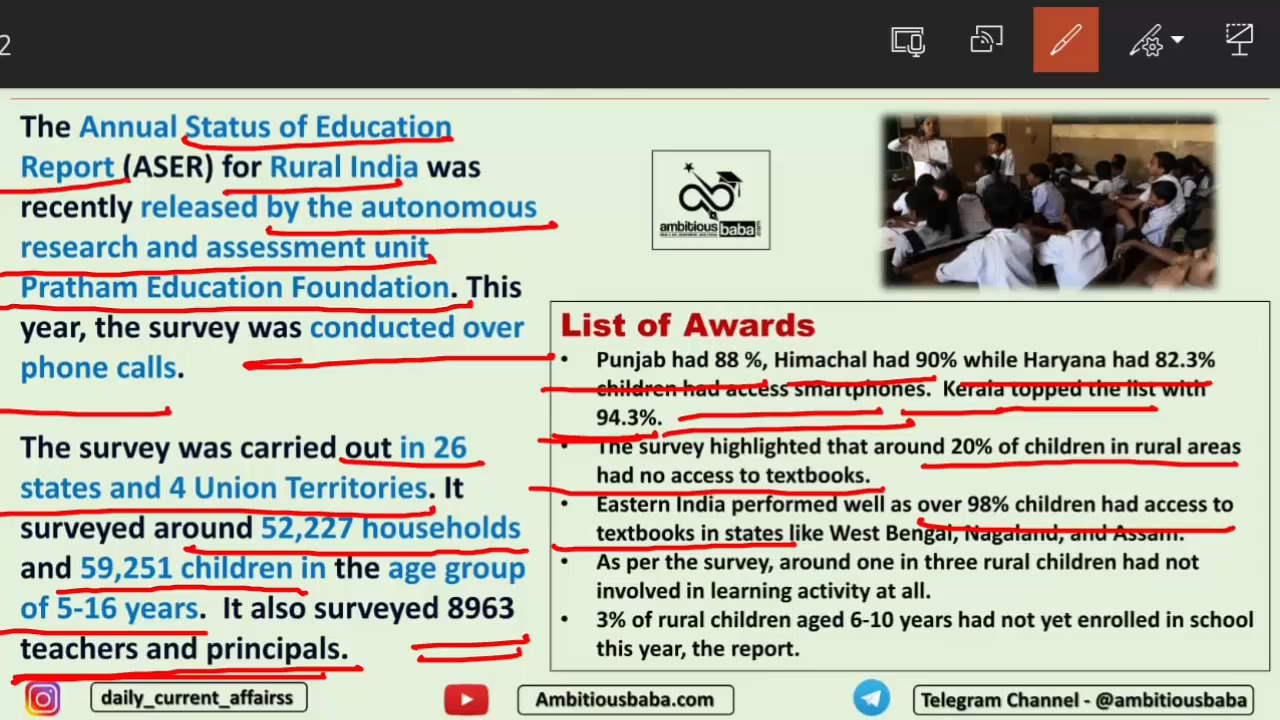 2
The Annual Status of Education
Report (ASER) for Rural India was
recently released by the autonomous
research and assessment unit
Pratham Education Foundation. This
year, the survey was conducted over
phone calls.
The survey was carried out in 26
states and 4 Union Territories. It
surveyed around 52,227 households
and 59,251 children in the age group
of 5-16 years. It also surveyed 8963
teachers and principals.
ambitiousbaba.com
List of Awards
• Punjab had 88 %, Himachal had 90% while Haryana had 82.3%
children had access smartphones. Kerala topped the list with
94.3%.
• The survey highlighted that around 20% of children in rural areas
had no access to textbooks.
• Eastern India performed well as over 98% children had access to
textbooks in states like West Bengal, Nagaland, and Assam.
• As per the survey, around one in three rural children had not
involved in learning activity at all.
• 3% of rural children aged 6-10 years had not yet enrolled in school
this year, the report.
daily_current_affairss
Ambitiousbaba.com
Telegram Channel - @ambitiousbaba